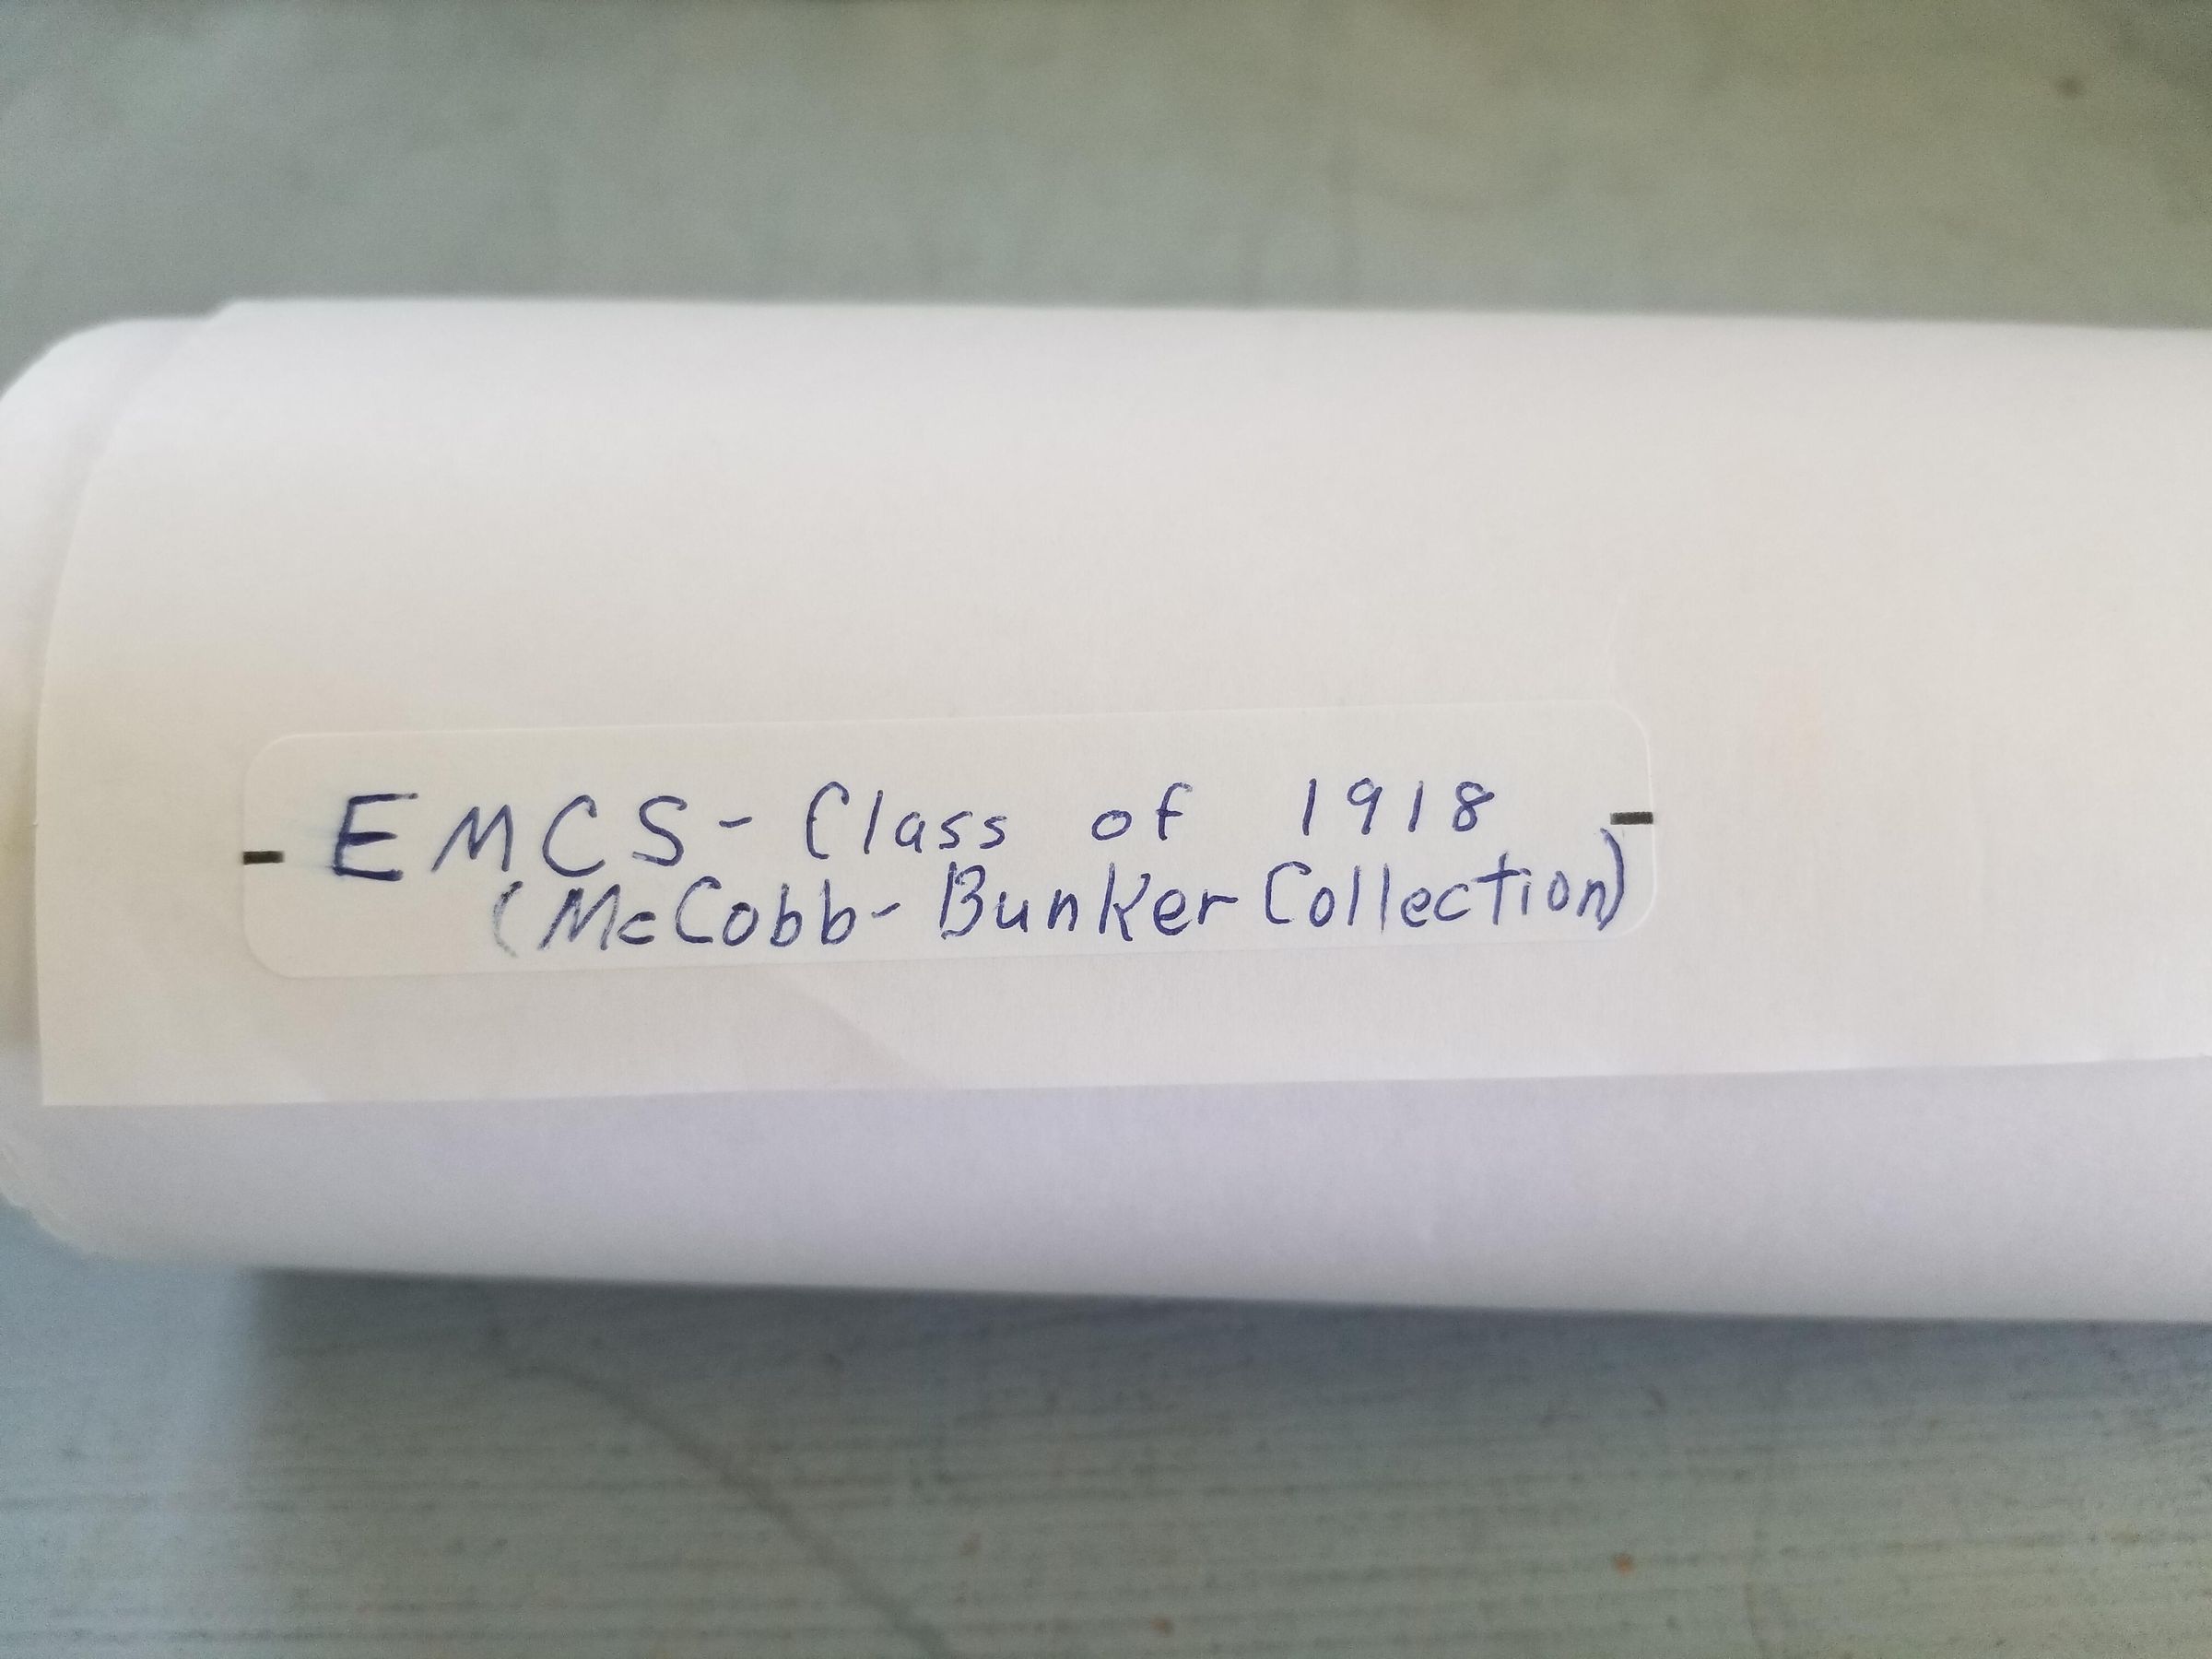 EMCS - Class of 1918
(McCobb - Bunker Collection)